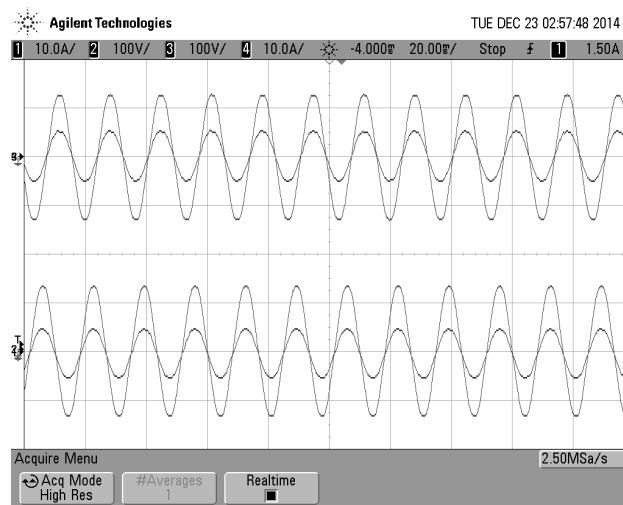 Agilent Technologies
TUE DEC 23 02:57:48 2014
1 10.0A/ 2 100V/ 3 100V/ 4 10.0A/ -4.000ms 20.00ms/ Stop 1 1.50A
T
Acquire Menu
2.50MSa/s
Acq Mode
High Res
#Averages
1
Realtime